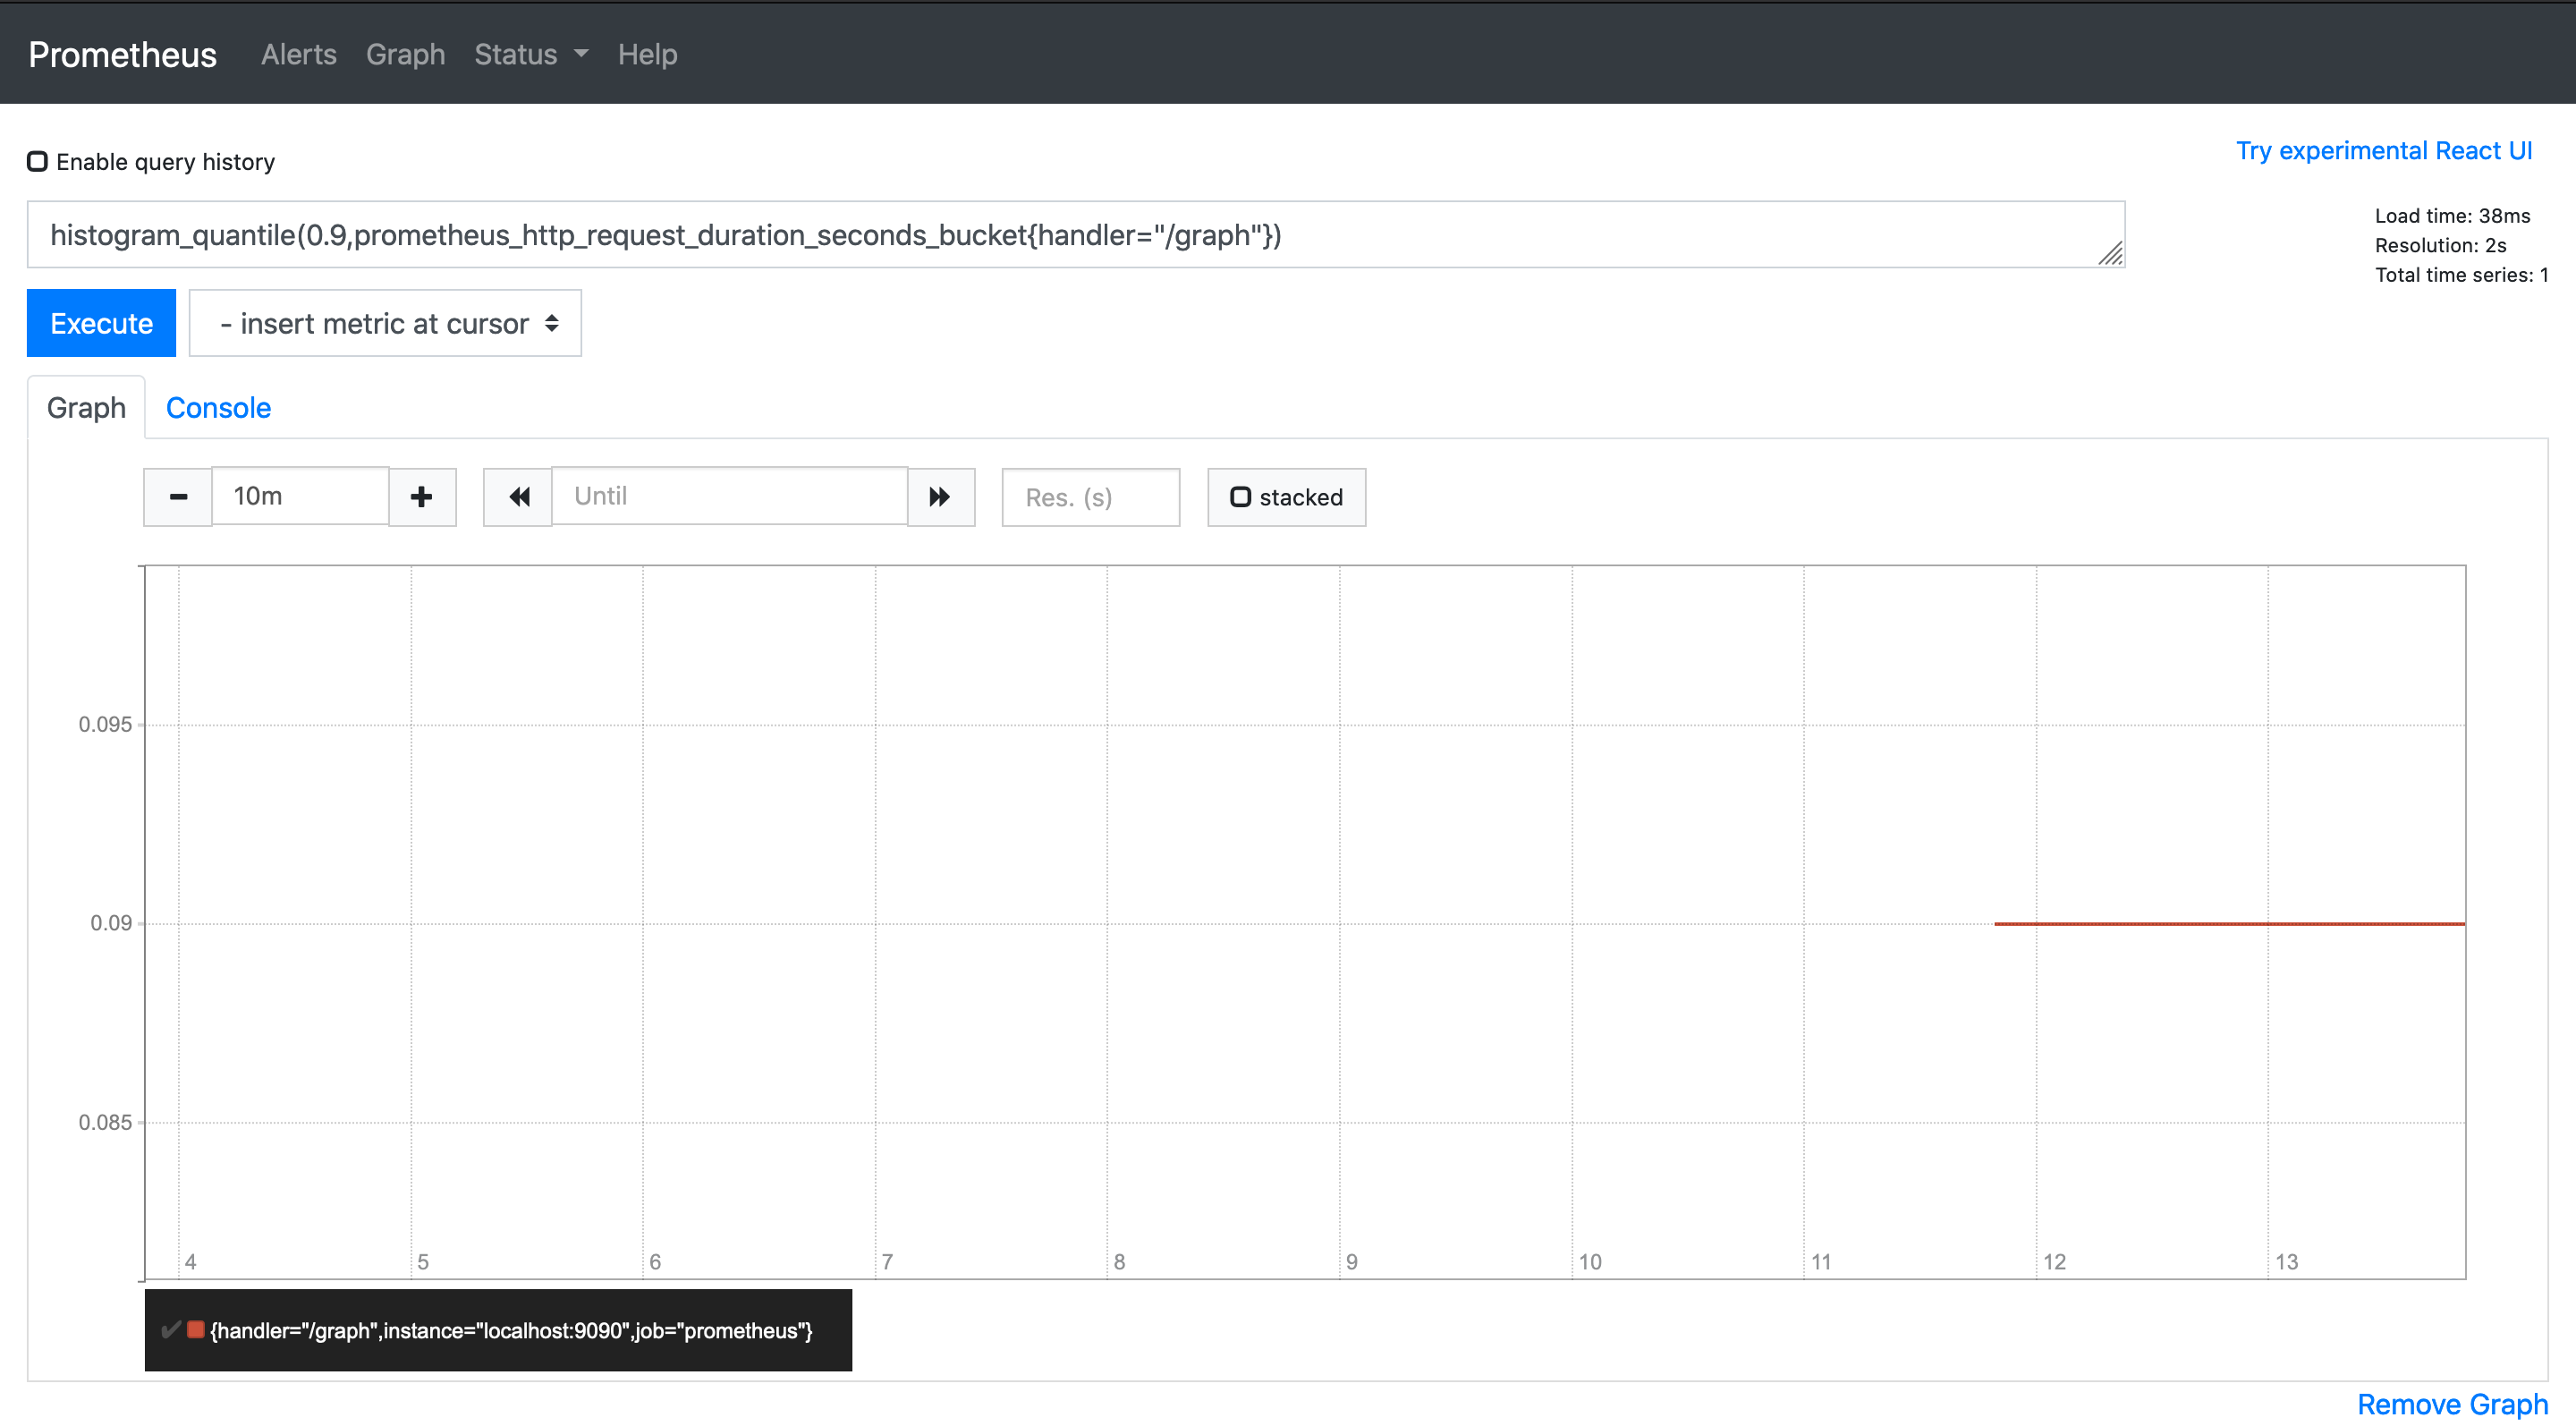 Prometheus Alerts Graph Status Help
Enable query history
Try experimental React UI
histogram_quantile(0.9,prometheus_http_request_duration_seconds_bucket{handler="/graph"})
Load time: 38ms
Resolution: 2s
Total time series: 1
Execute - insert metric at cursor
Graph Console
10m Until Res. (s) stacked
0.095
0.09
0.085
4 5 6 7 8 9 10 11 12 13
{handler="/graph",instance="localhost:9090",job="prometheus"}
Remove Graph